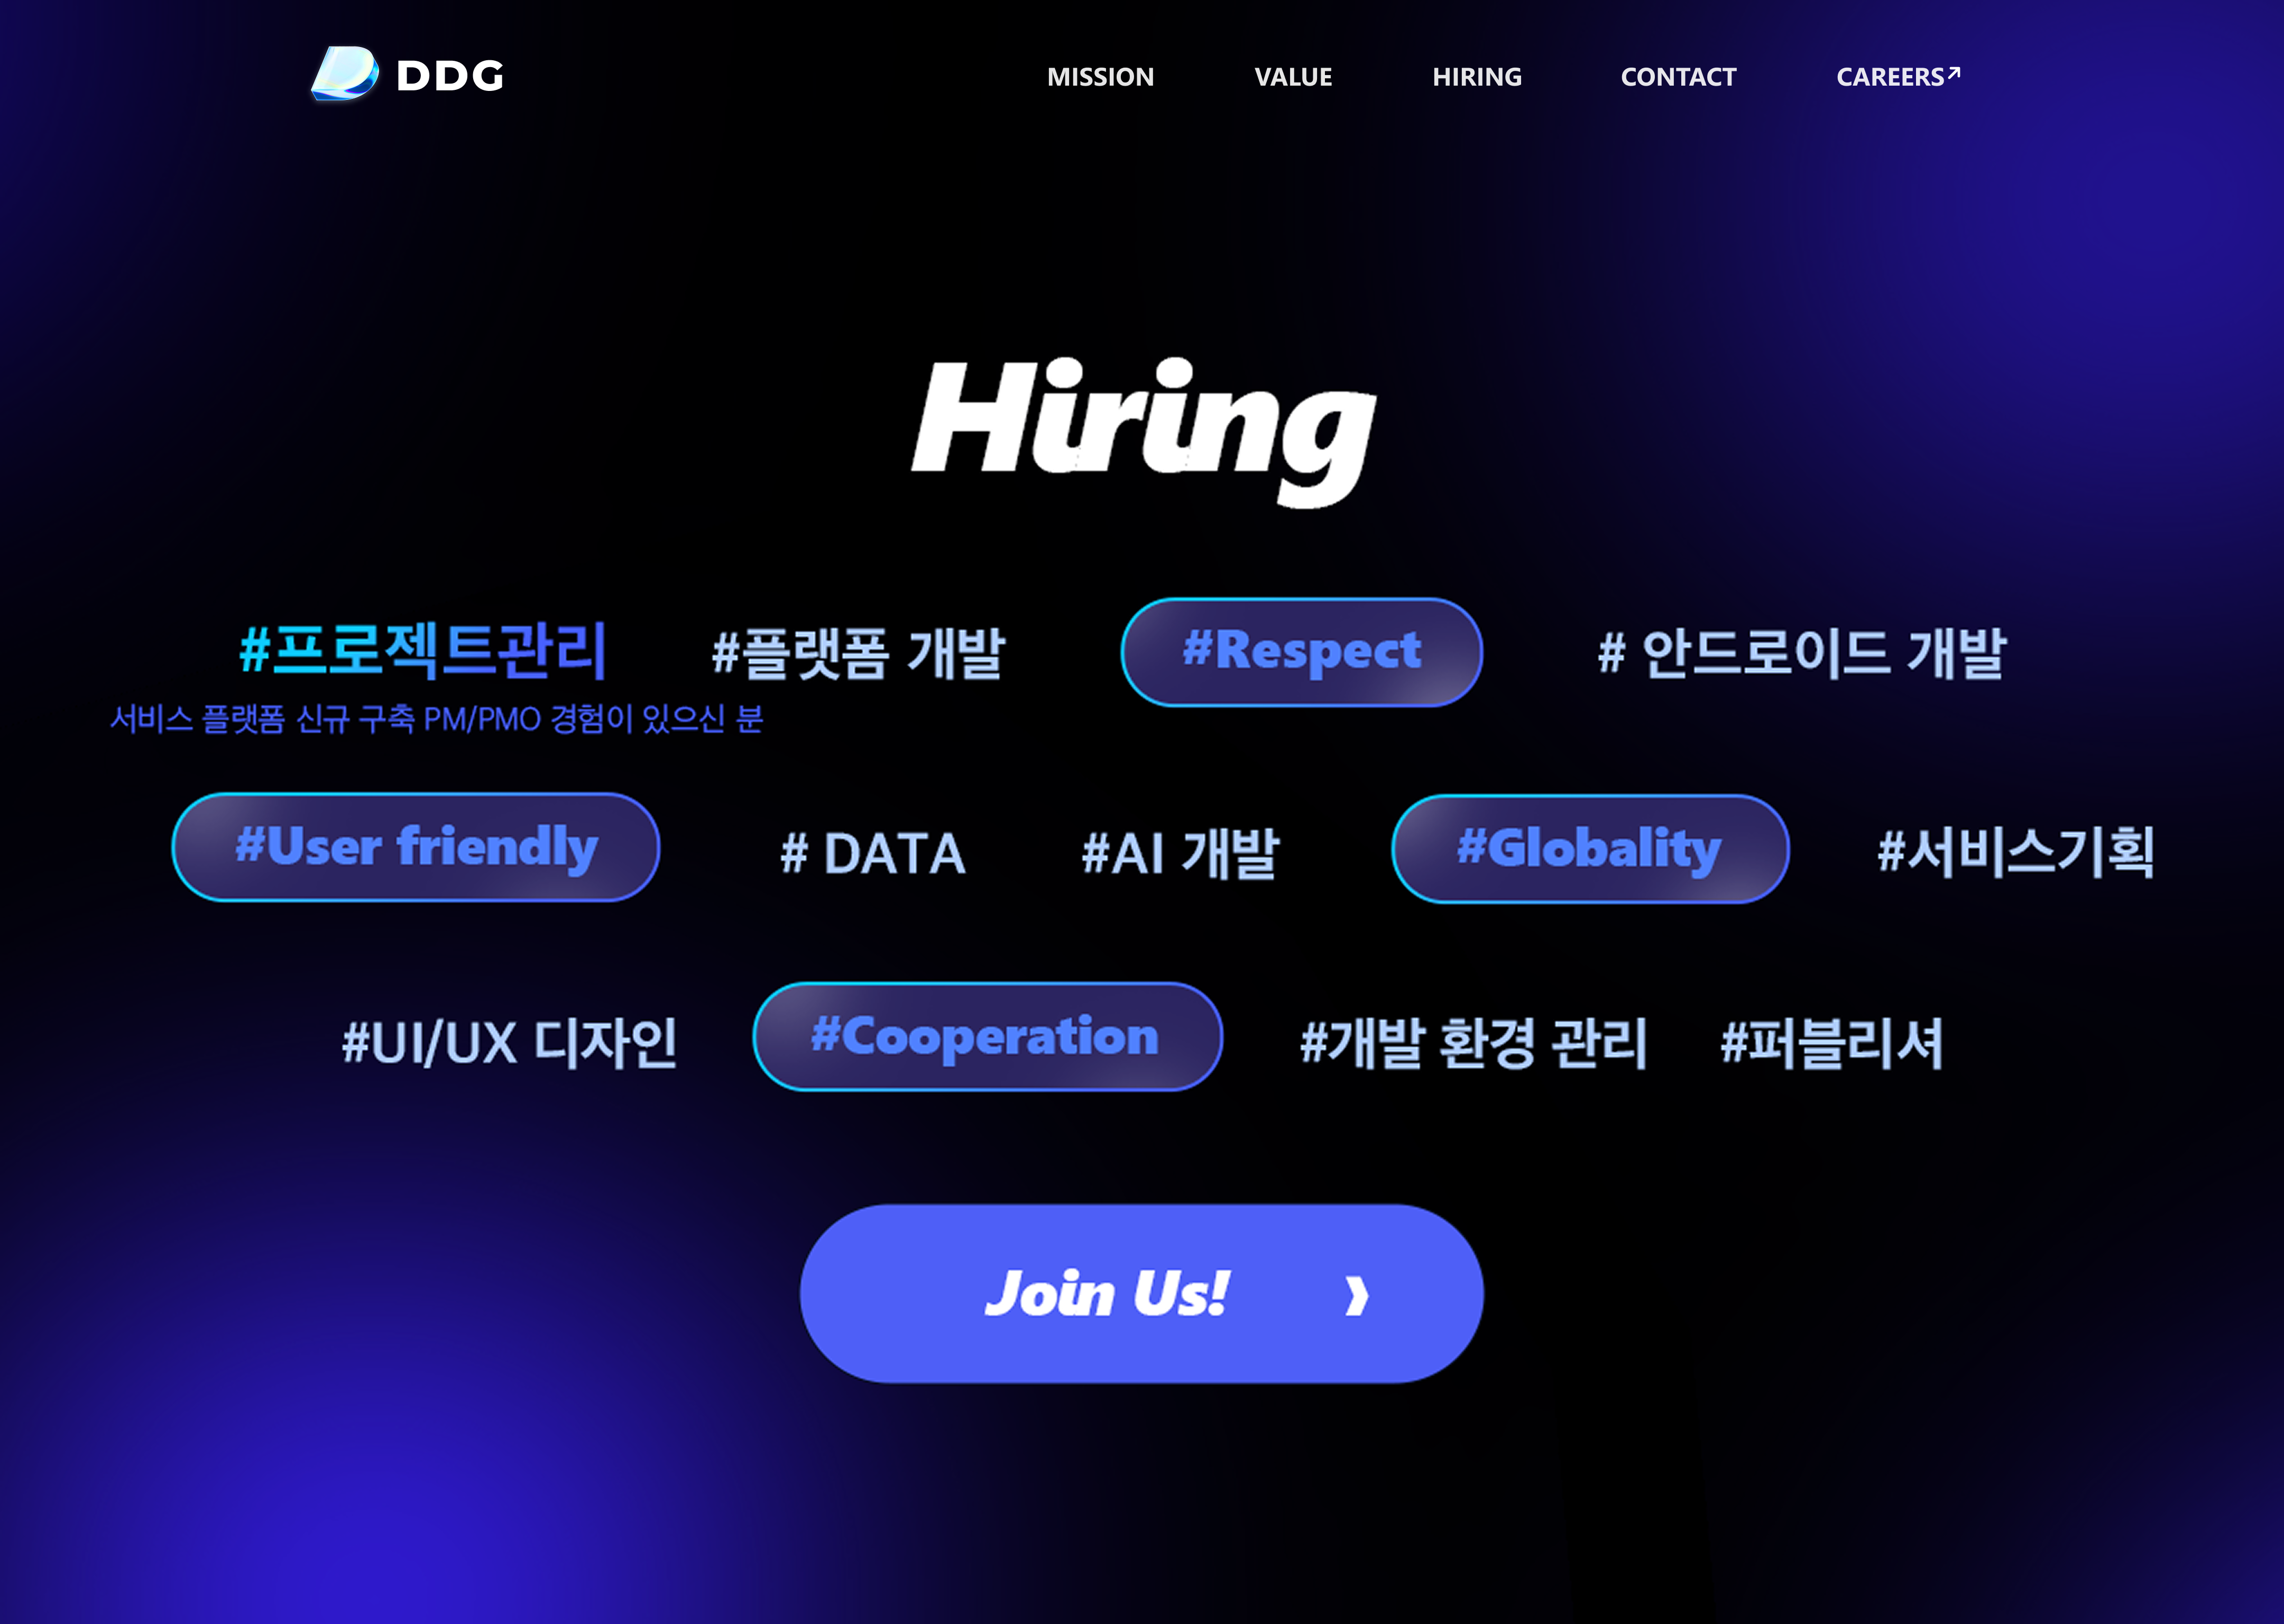 DDG
MISSION VALUE HIRING CONTACT CAREERS↗
Hiring
#프로젝트관리 #플랫폼 개발 #Respect # 안드로이드 개발
서비스 플랫폼 신규 구축 PM/PMO 경험이 있으신 분
#User friendly # DATA #AI 개발 #Globality #서비스기획
#UI/UX 디자인 #Cooperation #개발 환경 관리 #퍼블리셔
Join Us! ❯